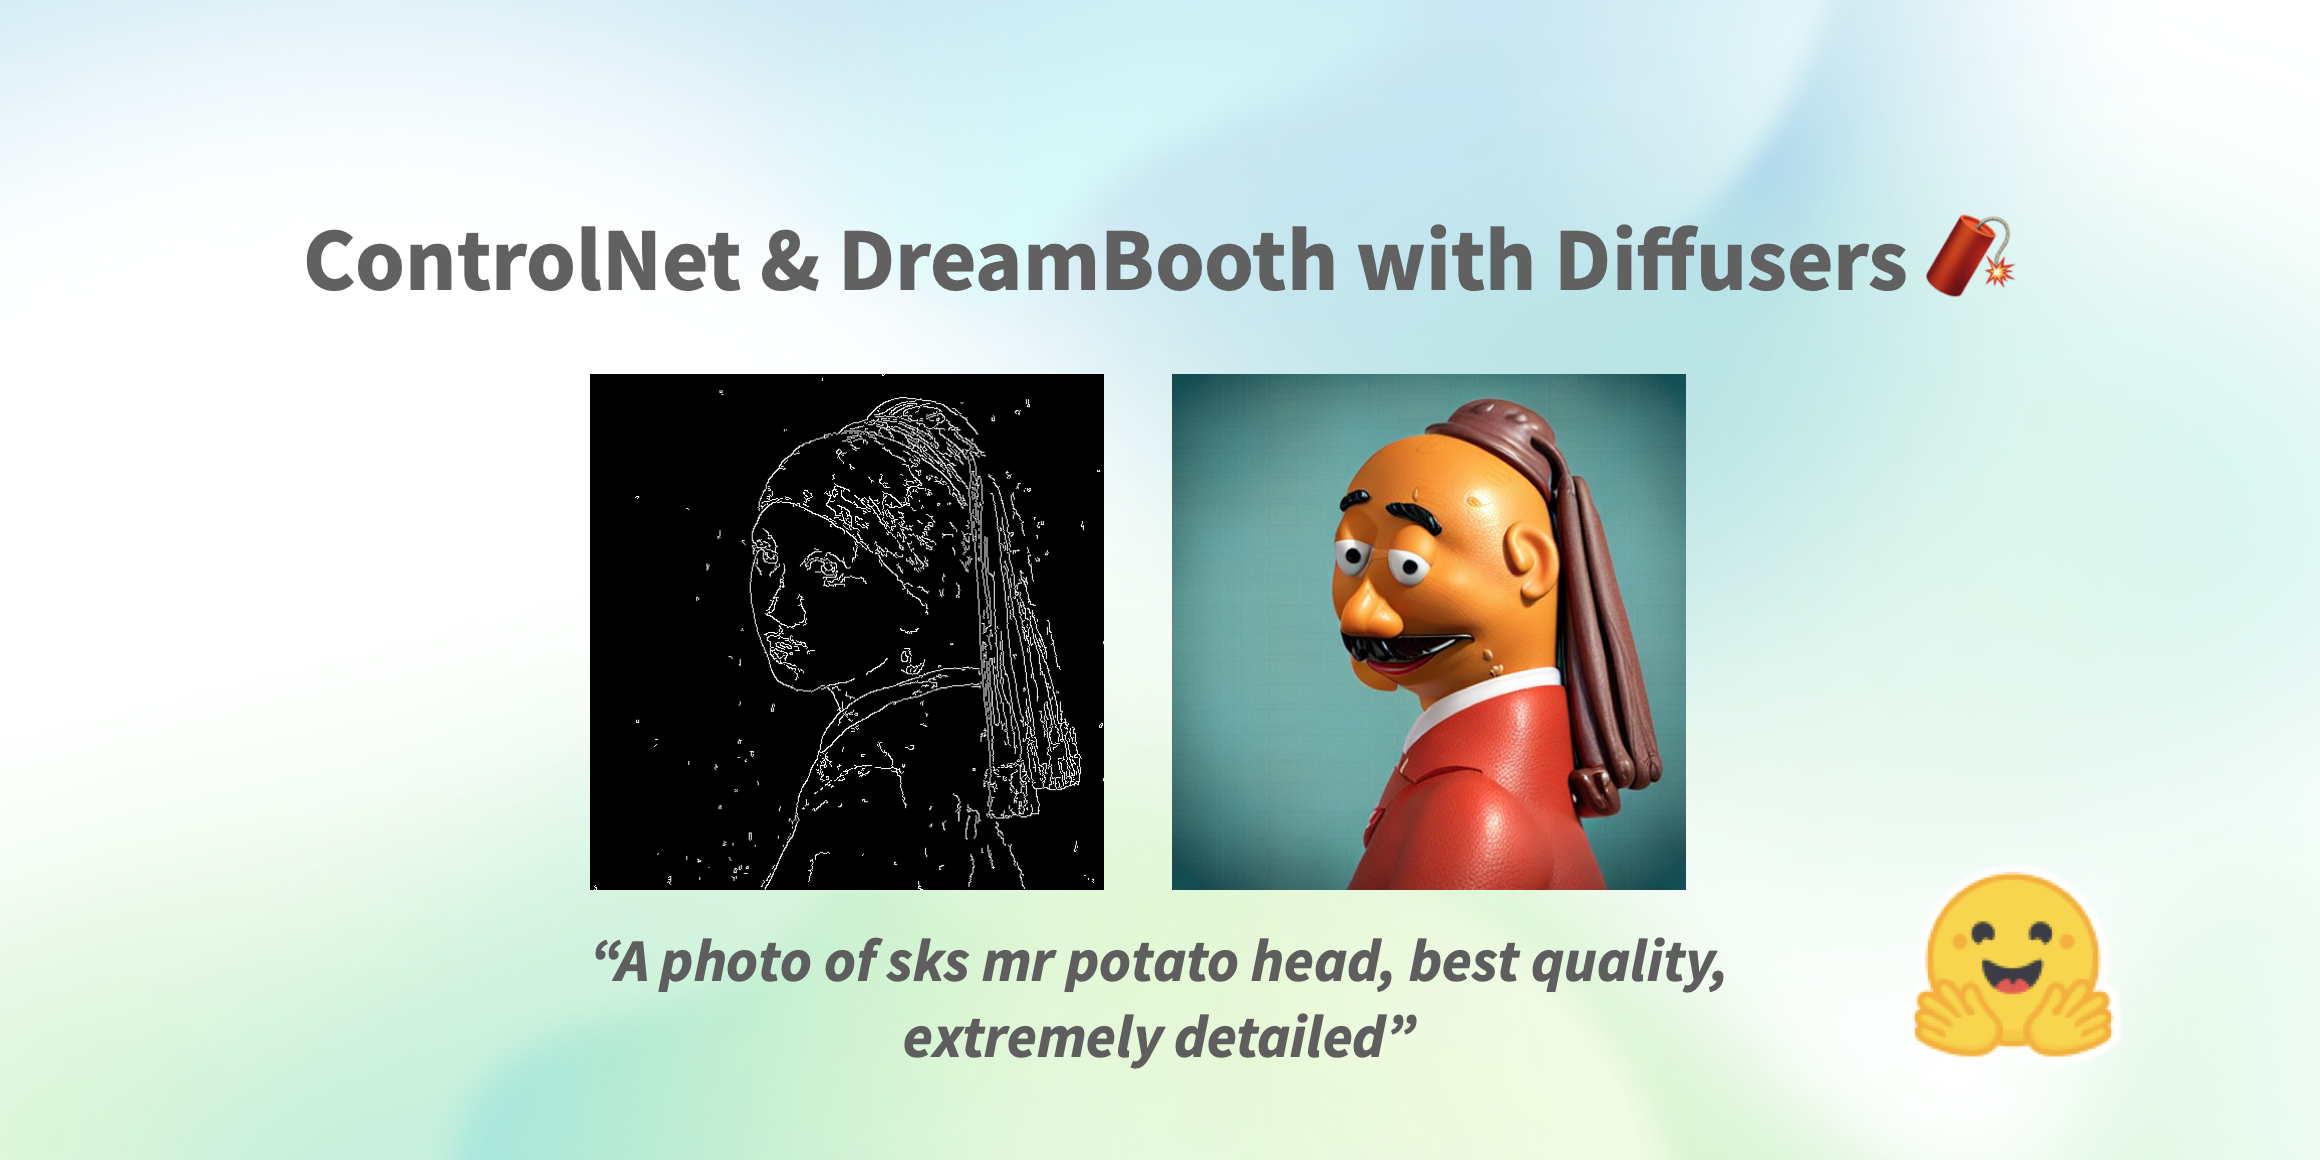 ControlNet & DreamBooth with Diffusers 🧨
“A photo of sks mr potato head, best quality,
extremely detailed”